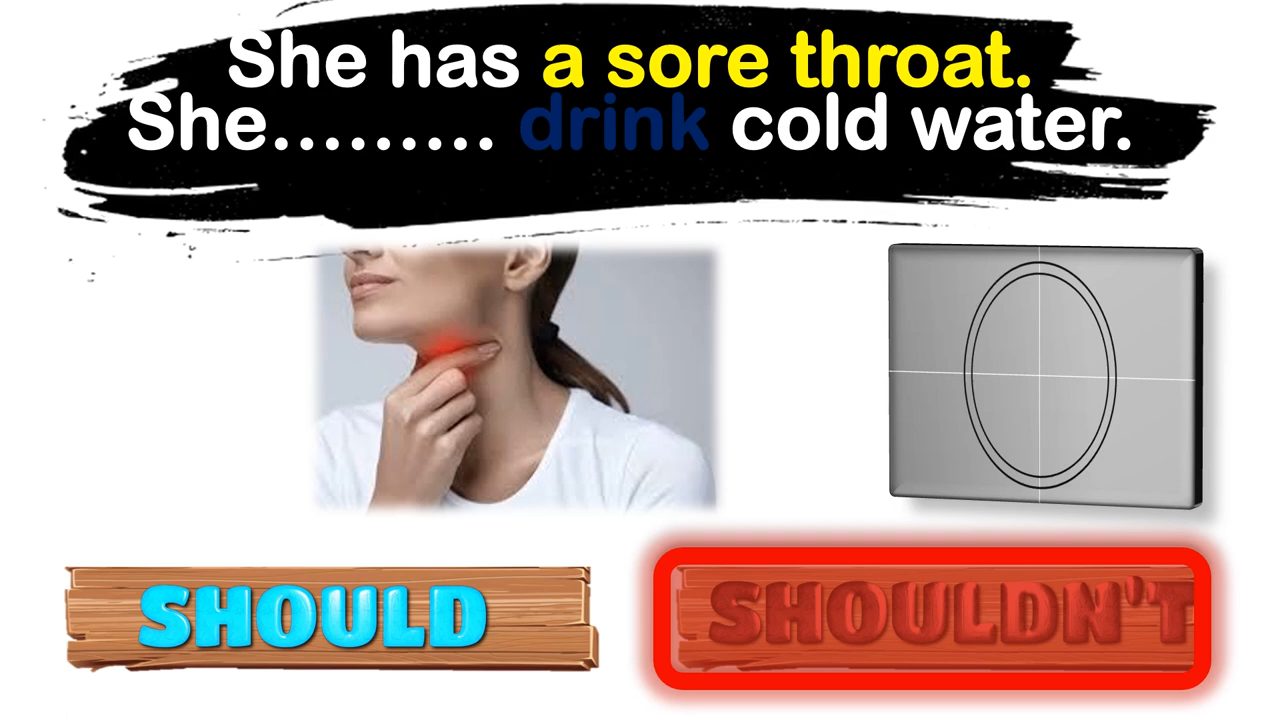 She has a sore throat.
She......... drink cold water.
SHOULD
SHOULDN'T